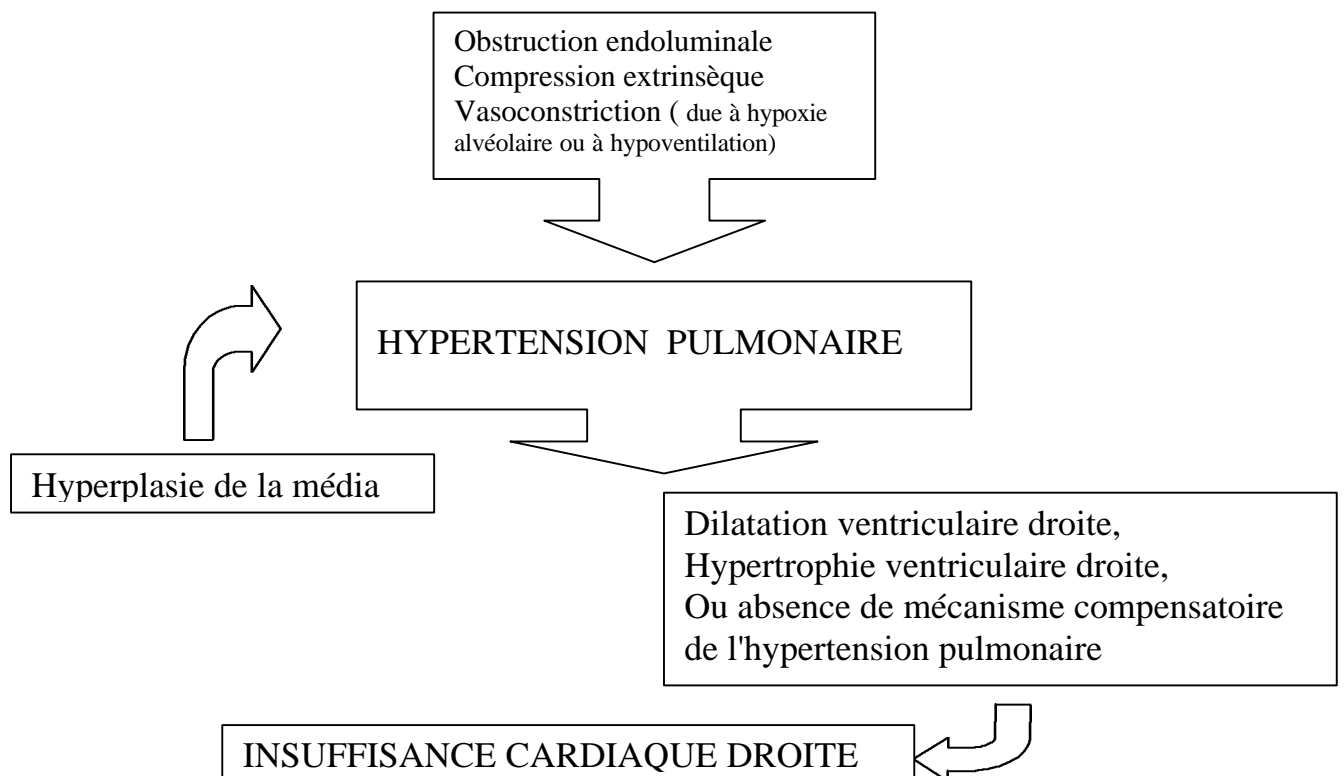 Obstruction endoluminale
Compression extrinsèque
Vasoconstriction ( due à hypoxie
alvéolaire ou à hypoventilation)
HYPERTENSION PULMONAIRE
Hyperplasie de la média
Dilatation ventriculaire droite,
Hypertrophie ventriculaire droite,
Ou absence de mécanisme compensatoire
de l'hypertension pulmonaire
INSUFFISANCE CARDIAQUE DROITE